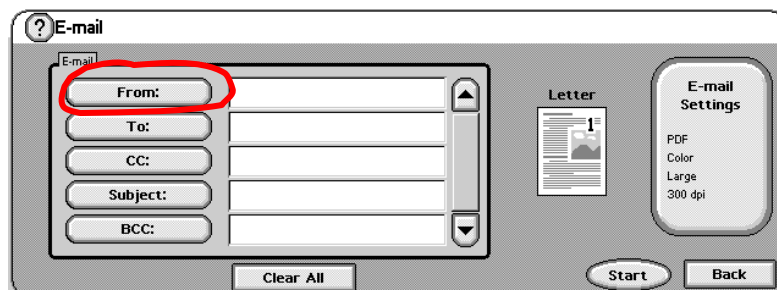 ? E-mail
E-mail
From:
To:
CC:
Subject:
BCC:
Clear All
Letter
1
E-mail
Settings
PDF
Color
Large
300 dpi
Start
Back